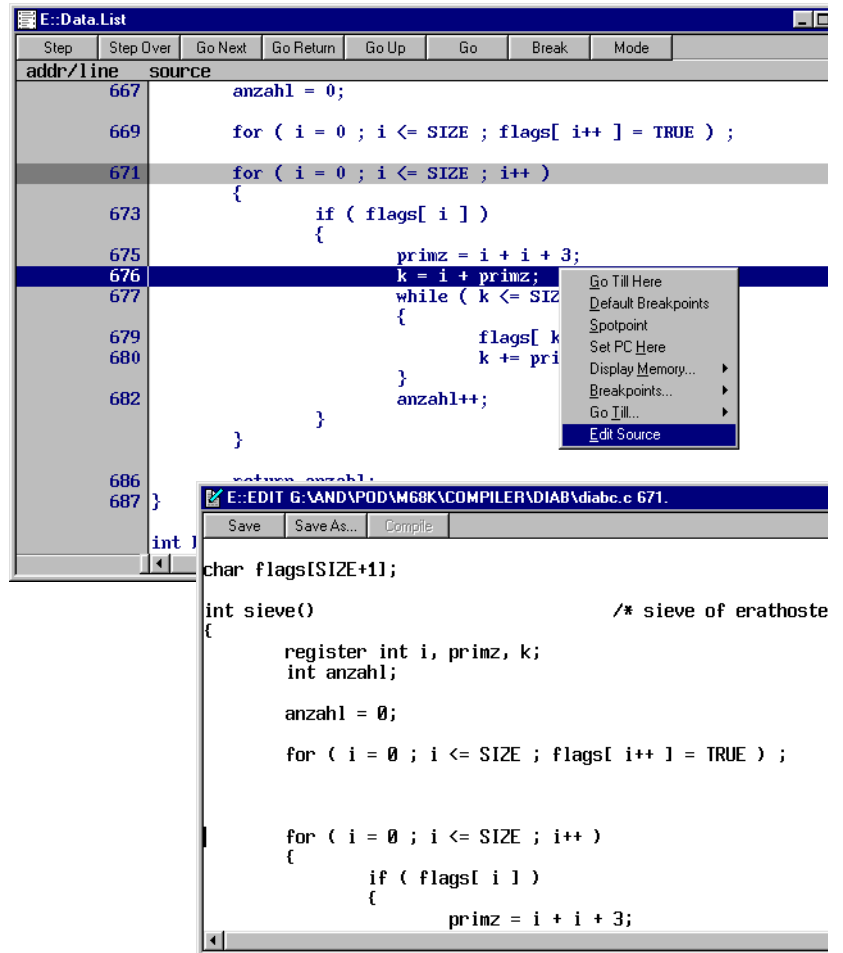 E::Data.List
Step Step Over Go Next Go Return Go Up Go Break Mode
addr/line source
667 anzahl = 0;
669 for ( i = 0 ; i <= SIZE ; flags[ i++ ] = TRUE ) ;
671 for ( i = 0 ; i <= SIZE ; i++ )
{
673 if ( flags[ i ] )
{
675 primz = i + i + 3;
676 k = i + primz;
677 while ( k <= SIZ
{
679 flags[ k
680 k += pri
}
682 anzahl++;
}
}
686 return anzahl;
687 }
int
Go Till Here
Default Breakpoints
Spotpoint
Set PC Here
Display Memory...
Breakpoints...
Go Till...
Edit Source
E::EDIT G:\AND\POD\M68K\COMPILER\DIAB\diabc.c 671.
Save Save As... Compile
char flags[SIZE+1];
int sieve() /* sieve of erathoste
{
register int i, primz, k;
int anzahl;
anzahl = 0;
for ( i = 0 ; i <= SIZE ; flags[ i++ ] = TRUE ) ;
for ( i = 0 ; i <= SIZE ; i++ )
{
if ( flags[ i ] )
{
primz = i + i + 3;